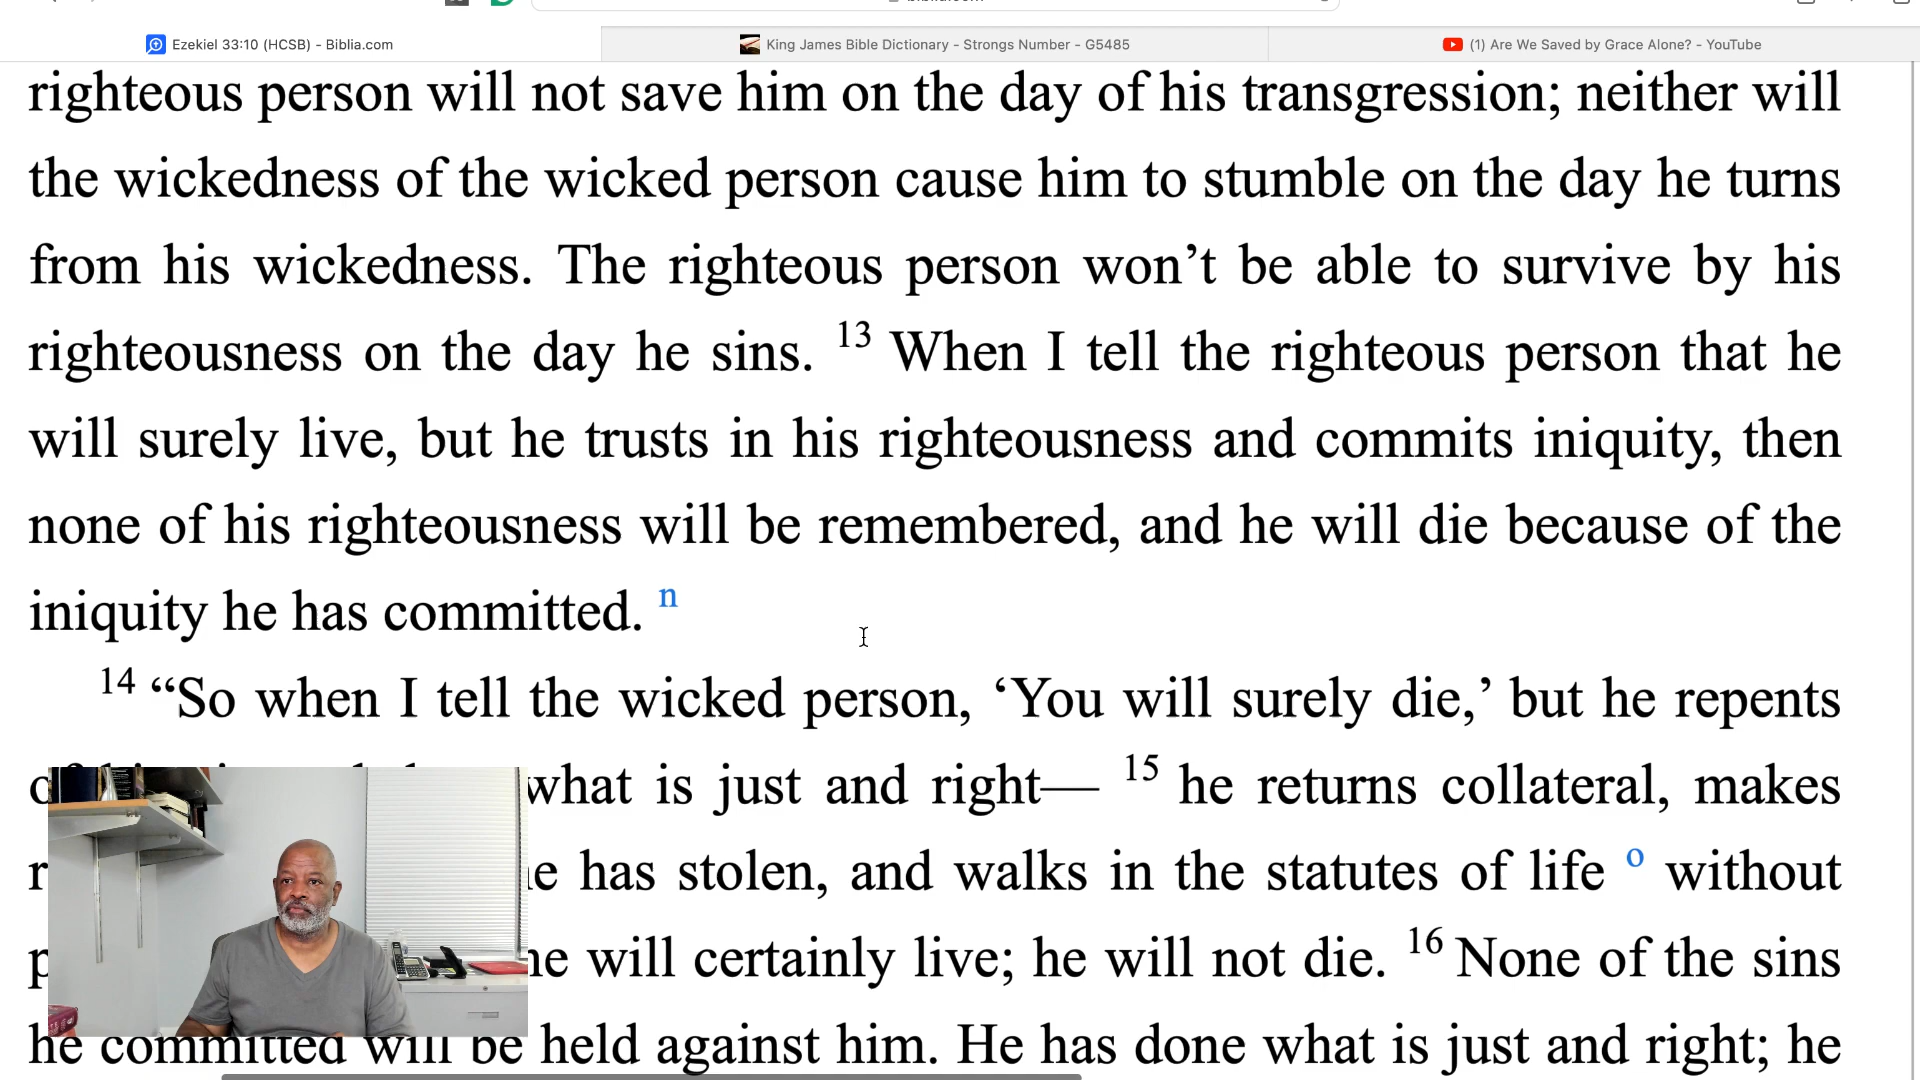 Ezekiel 33:10 (HCSB) - Biblia.com
King James Bible Dictionary - Strongs Number - G5485
(1) Are We Saved by Grace Alone? - YouTube
righteous person will not save him on the day of his transgression; neither will
the wickedness of the wicked person cause him to stumble on the day he turns
from his wickedness. The righteous person won’t be able to survive by his
righteousness on the day he sins. 13 When I tell the righteous person that he
will surely live, but he trusts in his righteousness and commits iniquity, then
none of his righteousness will be remembered, and he will die because of the
iniquity he has committed. n
14 “So when I tell the wicked person, ‘You will surely die,’ but he repents
what is just and right— 15 he returns collateral, makes
he has stolen, and walks in the statutes of life o without
he will certainly live; he will not die. 16 None of the sins
he committed will be held against him. He has done what is just and right; he